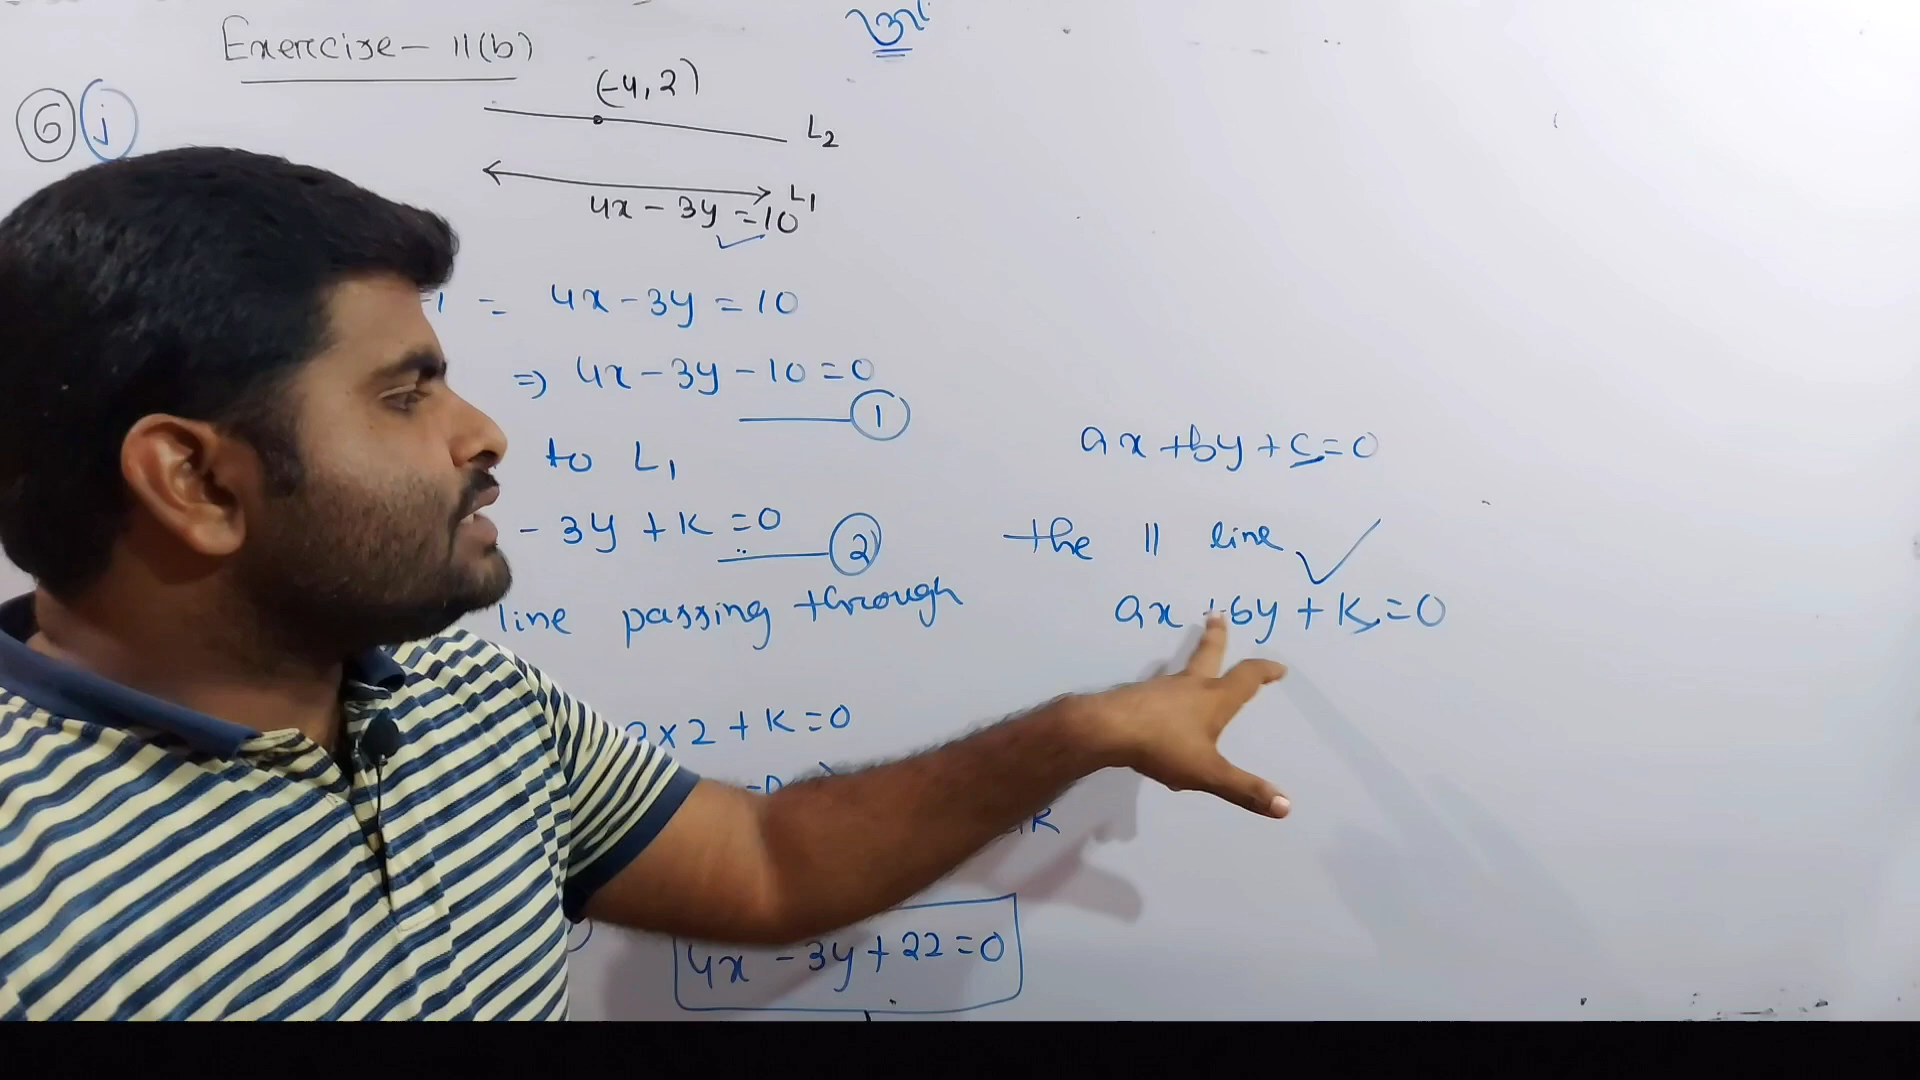 Exercise - 11(b)
6 j
(-4, 2)
L2
L1
4x - 3y = 10
= 4x - 3y = 10
=> 4x - 3y - 10 = 0
1
to L1
- 3y + K = 0
2
line passing through
x 2 + K = 0
4x - 3y + 22 = 0
ax + by + c = 0
the || line
ax + by + K = 0